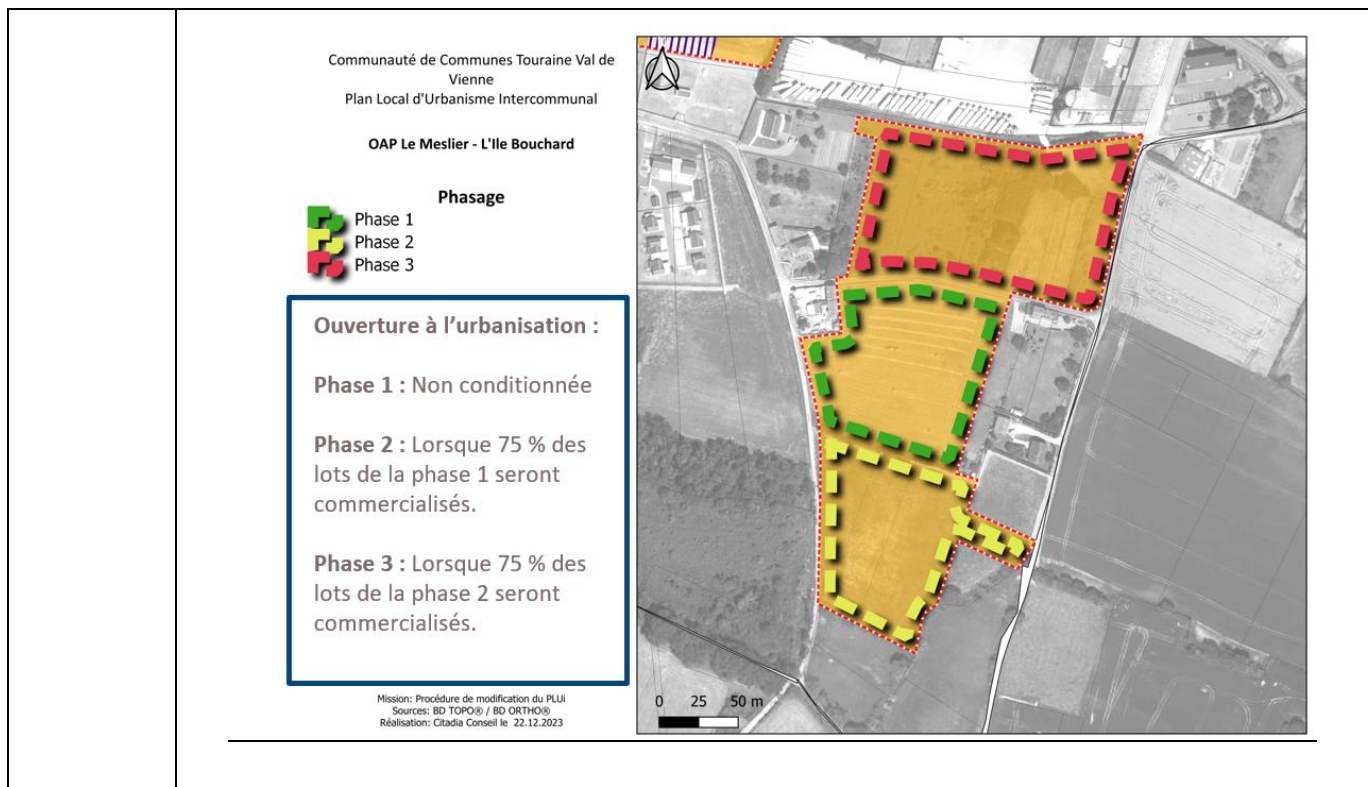 Communauté de Communes Touraine Val de
Vienne
Plan Local d'Urbanisme Intercommunal
OAP Le Meslier - L'Ile Bouchard
Phasage
Phase 1
Phase 2
Phase 3
Ouverture à l'urbanisation :
Phase 1 : Non conditionnée
Phase 2 : Lorsque 75 % des
lots de la phase 1 seront
commercialisés.
Phase 3 : Lorsque 75 % des
lots de la phase 2 seront
commercialisés.
Mission: Procédure de modification du PLUi
Sources: BD TOPO® / BD ORTHO®
Réalisation: Citadia Conseil le 22.12.2023
0 25 50 m